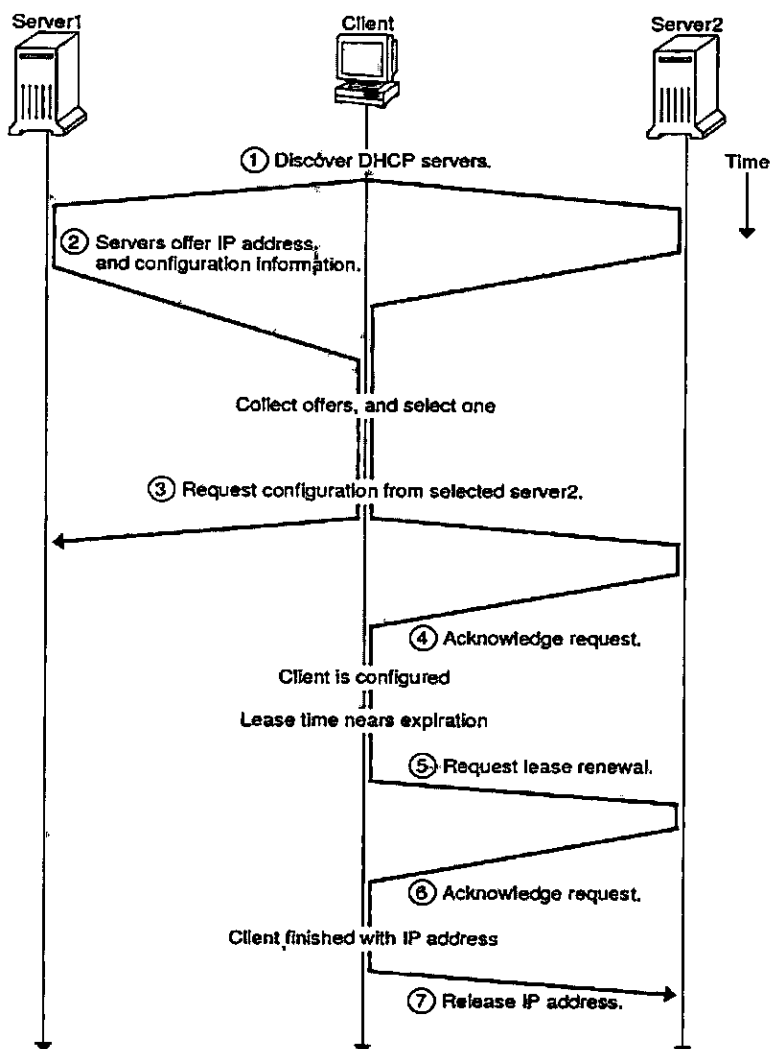 Server1
Client
Server2
① Discover DHCP servers.
Time
② Servers offer IP address,
and configuration information.
Collect offers, and select one
③ Request configuration from selected server2.
④ Acknowledge request.
Client is configured
Lease time nears expiration
⑤ Request lease renewal.
⑥ Acknowledge request.
Client finished with IP address
⑦ Release IP address.